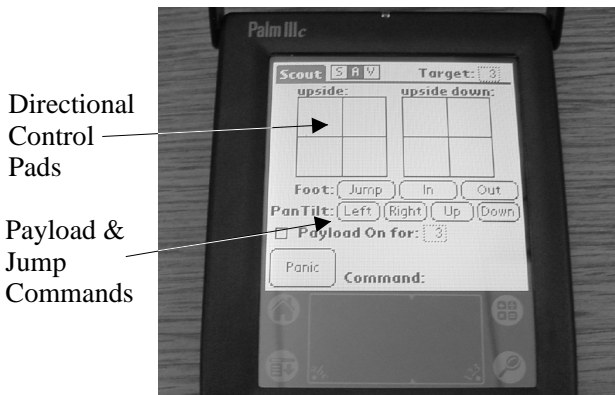 Palm IIIc
Scout S A V Target: 3
upside: upside down:
Directional
Control
Pads
Foot: Jump In Out
PanTilt: Left Right Up Down
Payload On for: 3
Payload &
Jump
Commands
Panic Command: